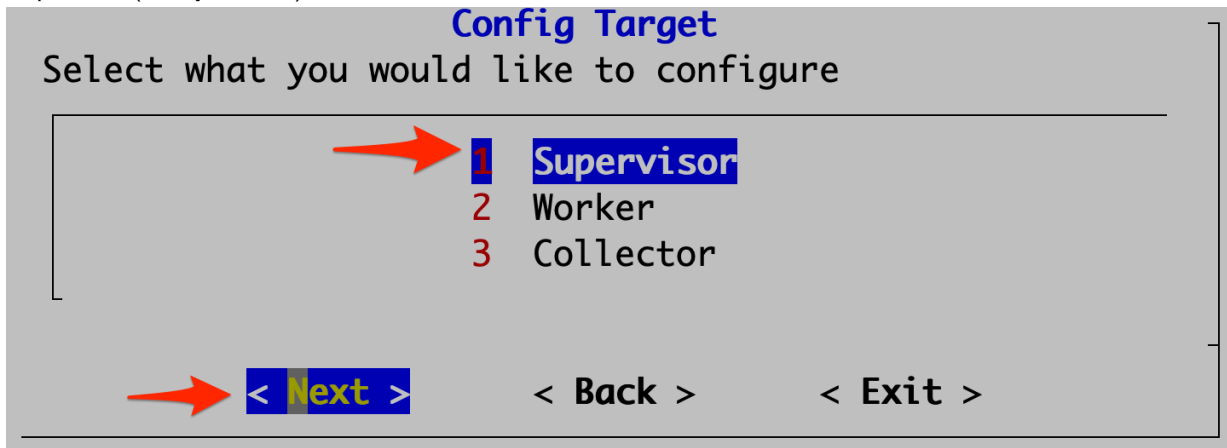 Config Target
Select what you would like to configure
1 Supervisor
2 Worker
3 Collector
< Next > < Back > < Exit >